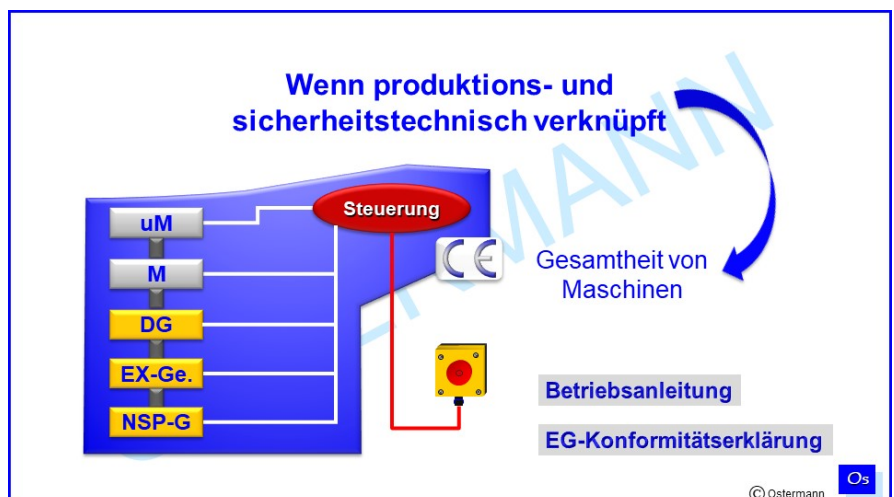 Wenn produktions- und
sicherheitstechnisch verknüpft
Steuerung
uM
M
DG
EX-Ge.
NSP-G
CE
Gesamtheit von
Maschinen
Betriebsanleitung
EG-Konformitätserklärung
© Ostermann
Os